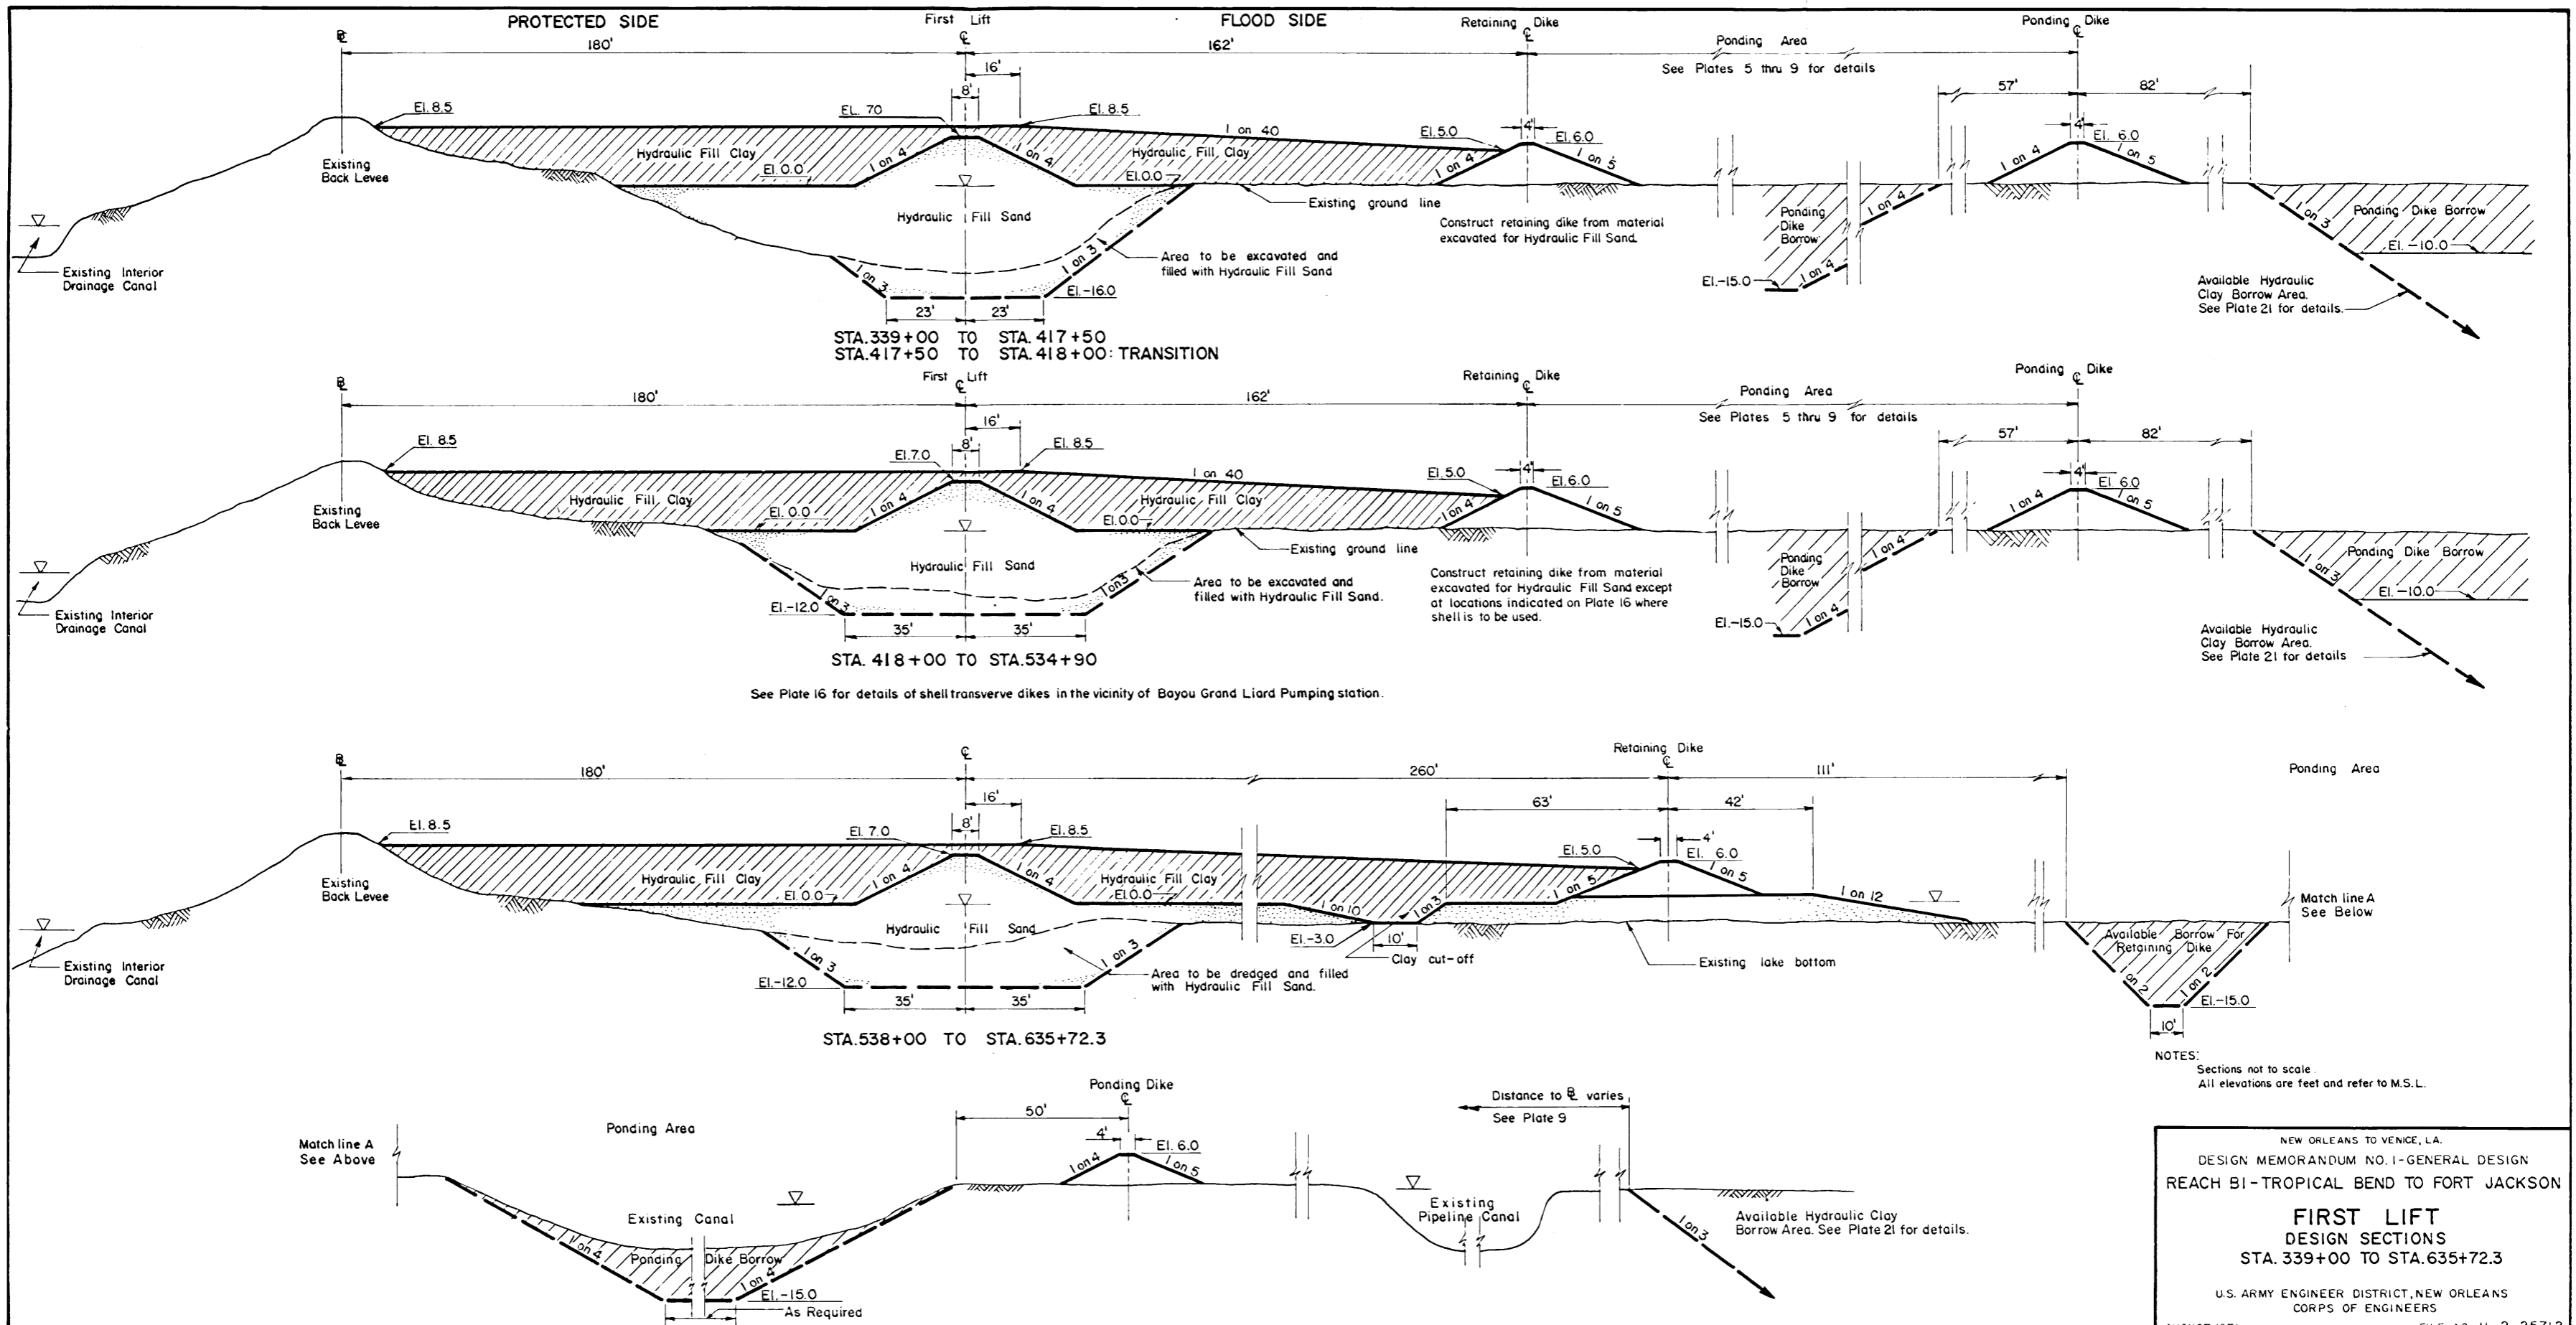 PROTECTED SIDE
First Lift
FLOOD SIDE
Retaining Dike
Ponding Dike
℄
180'
162'
Ponding Area
See Plates 5 thru 9 for details
16'
8'
57'
82'
El. 8.5
EL. 70
El. 8.5
1 on 40
El.5.0
4'
El.6.0
4'
El. 6.0
Hydraulic Fill Clay
1 on 4
1 on 4
Hydraulic Fill Clay
1 on 4
1 on 5
1 on 4
1 on 5
Existing
Back Levee
El. 0.0
El.0.0
Existing ground line
Hydraulic Fill Sand
Construct retaining dike from material
excavated for Hydraulic Fill Sand.
Ponding
Dike
Borrow
1 on 4
Ponding Dike Borrow
1 on 3
El. -10.0
Existing Interior
Drainage Canal
1 on 3
1 on 3
Area to be excavated and
filled with Hydraulic Fill Sand
El.-16.0
El.-15.0
1 on 4
Available Hydraulic
Clay Borrow Area.
See Plate 21 for details.
23'
23'
STA.339+00 TO STA.417+50
STA.417+50 TO STA.418+00: TRANSITION
First Lift
Retaining Dike
Ponding Dike
180'
162'
Ponding Area
See Plates 5 thru 9 for details
16'
8'
57'
82'
El. 8.5
El.7.0
El. 8.5
1 on 40
El.5.0
4'
El.6.0
4'
El 6.0
Hydraulic Fill Clay
1 on 4
1 on 4
Hydraulic Fill Clay
1 on 4
1 on 5
1 on 4
1 on 5
Existing
Back Levee
El. 0.0
El.0.0
Existing ground line
Hydraulic Fill Sand
Construct retaining dike from material
excavated for Hydraulic Fill Sand except
at locations indicated on Plate 16 where
shell is to be used.
Ponding
Dike
Borrow
1 on 4
Ponding Dike Borrow
1 on 3
El. -10.0
Existing Interior
Drainage Canal
El.-12.0
1 on 3
1 on 3
Area to be excavated and
filled with Hydraulic Fill Sand.
El.-15.0
1 on 4
Available Hydraulic
Clay Borrow Area.
See Plate 21 for details
35'
35'
STA. 418+00 TO STA.534+90
See Plate 16 for details of shell transverve dikes in the vicinity of Bayou Grand Liard Pumping station.
Retaining Dike
180'
260'
111'
Ponding Area
16'
8'
63'
42'
El. 8.5
El. 7.0
El. 8.5
El.5.0
4'
El. 6.0
Hydraulic Fill Clay
1 on 4
1 on 4
Hydraulic Fill Clay
1 on 5
1 on 5
1 on 12
Existing
Back Levee
El. 0.0
El.0.0
1 on 10
1 on 3
Match line A
See Below
Hydraulic Fill Sand
El.-3.0
10'
Clay cut-off
Existing lake bottom
Available Borrow For
Retaining Dike
Existing Interior
Drainage Canal
El.-12.0
1 on 3
1 on 3
Area to be dredged and filled
with Hydraulic Fill Sand.
1 on 2
1 on 2
El.-15.0
10'
35'
35'
STA.538+00 TO STA.635+72.3
NOTES:
Sections not to scale.
All elevations are feet and refer to M.S.L.
Ponding Dike
50'
Distance to ℄ varies
See Plate 9
Match line A
See Above
Ponding Area
4'
El. 6.0
1 on 4
1 on 5
Existing Canal
Existing
Pipeline Canal
1 on 3
Available Hydraulic Clay
Borrow Area. See Plate 21 for details.
1 on 4
Ponding Dike Borrow
1 on 4
El.-15.0
As Required
NEW ORLEANS TO VENICE, LA.
DESIGN MEMORANDUM NO. 1-GENERAL DESIGN
REACH B1-TROPICAL BEND TO FORT JACKSON
FIRST LIFT
DESIGN SECTIONS
STA. 339+00 TO STA.635+72.3
U.S. ARMY ENGINEER DISTRICT, NEW ORLEANS
CORPS OF ENGINEERS